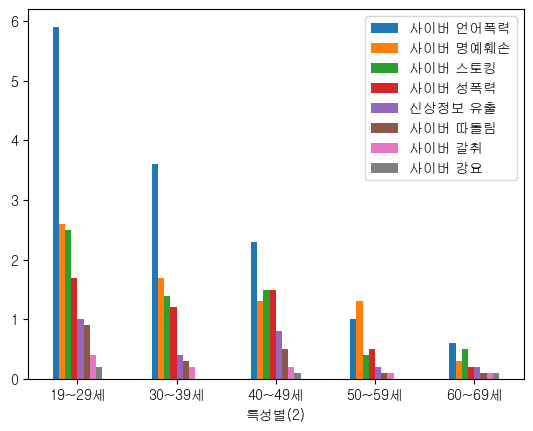 사이버 언어폭력
사이버 명예훼손
사이버 스토킹
사이버 성폭력
신상정보 유출
사이버 따돌림
사이버 갈취
사이버 강요
6
5
4
3
2
1
0
19~29세 30~39세 40~49세 50~59세 60~69세
특성별(2)